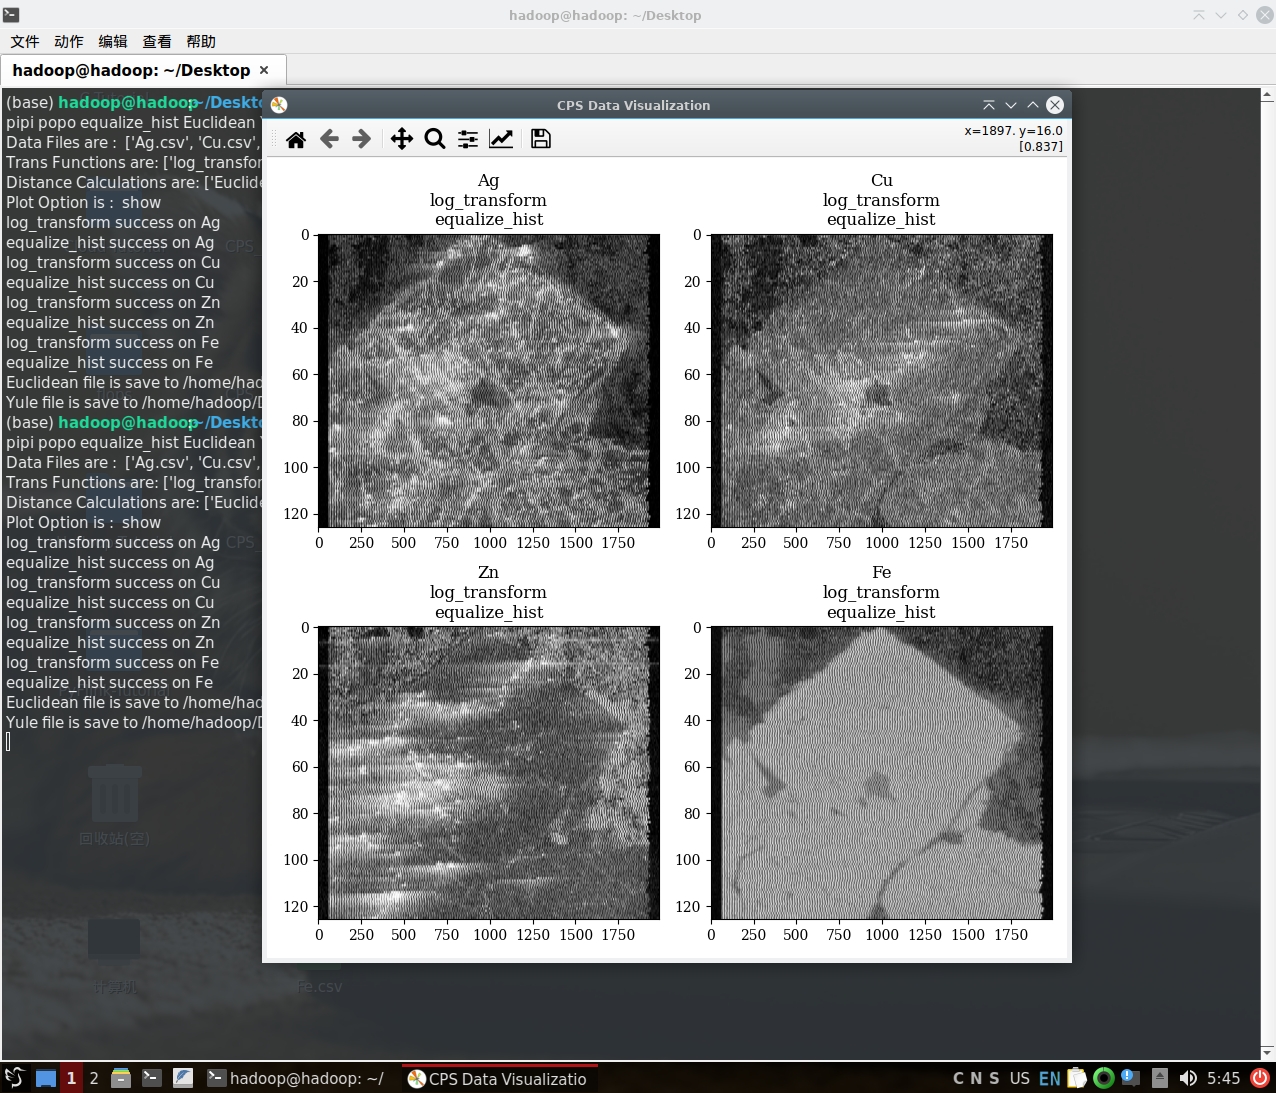 hadoop@hadoop: ~/Desktop
文件 动作 编辑 查看 帮助
hadoop@hadoop: ~/Desktop
(base) hadoop@hadoop:~/Deskto
pipi popo equalize_hist Euclidean
Data Files are : ['Ag.csv', 'Cu.csv',
Trans Functions are: ['log_transfor
Distance Calculations are: ['Euclide
Plot Option is : show
log_transform success on Ag
equalize_hist success on Ag
log_transform success on Cu
equalize_hist success on Cu
log_transform success on Zn
equalize_hist success on Zn
log_transform success on Fe
equalize_hist success on Fe
Euclidean file is save to /home/had
Yule file is save to /home/hadoop/D
(base) hadoop@hadoop:~/Deskto
pipi popo equalize_hist Euclidean
Data Files are : ['Ag.csv', 'Cu.csv',
Trans Functions are: ['log_transfor
Distance Calculations are: ['Euclide
Plot Option is : show
log_transform success on Ag
equalize_hist success on Ag
log_transform success on Cu
equalize_hist success on Cu
log_transform success on Zn
equalize_hist success on Zn
log_transform success on Fe
equalize_hist success on Fe
Euclidean file is save to /home/had
Yule file is save to /home/hadoop/D
回收站(空)
计算机
Fe.csv
CPS Data Visualization
x=1897. y=16.0
[0.837]
Ag
log_transform
equalize_hist
0
20
40
60
80
100
120
0 250 500 750 1000 1250 1500 1750
Cu
log_transform
equalize_hist
0
20
40
60
80
100
120
0 250 500 750 1000 1250 1500 1750
Zn
log_transform
equalize_hist
0
20
40
60
80
100
120
0 250 500 750 1000 1250 1500 1750
Fe
log_transform
equalize_hist
0
20
40
60
80
100
120
0 250 500 750 1000 1250 1500 1750
1 2 hadoop@hadoop: ~/ CPS Data Visualizatio C N S US EN 5:45